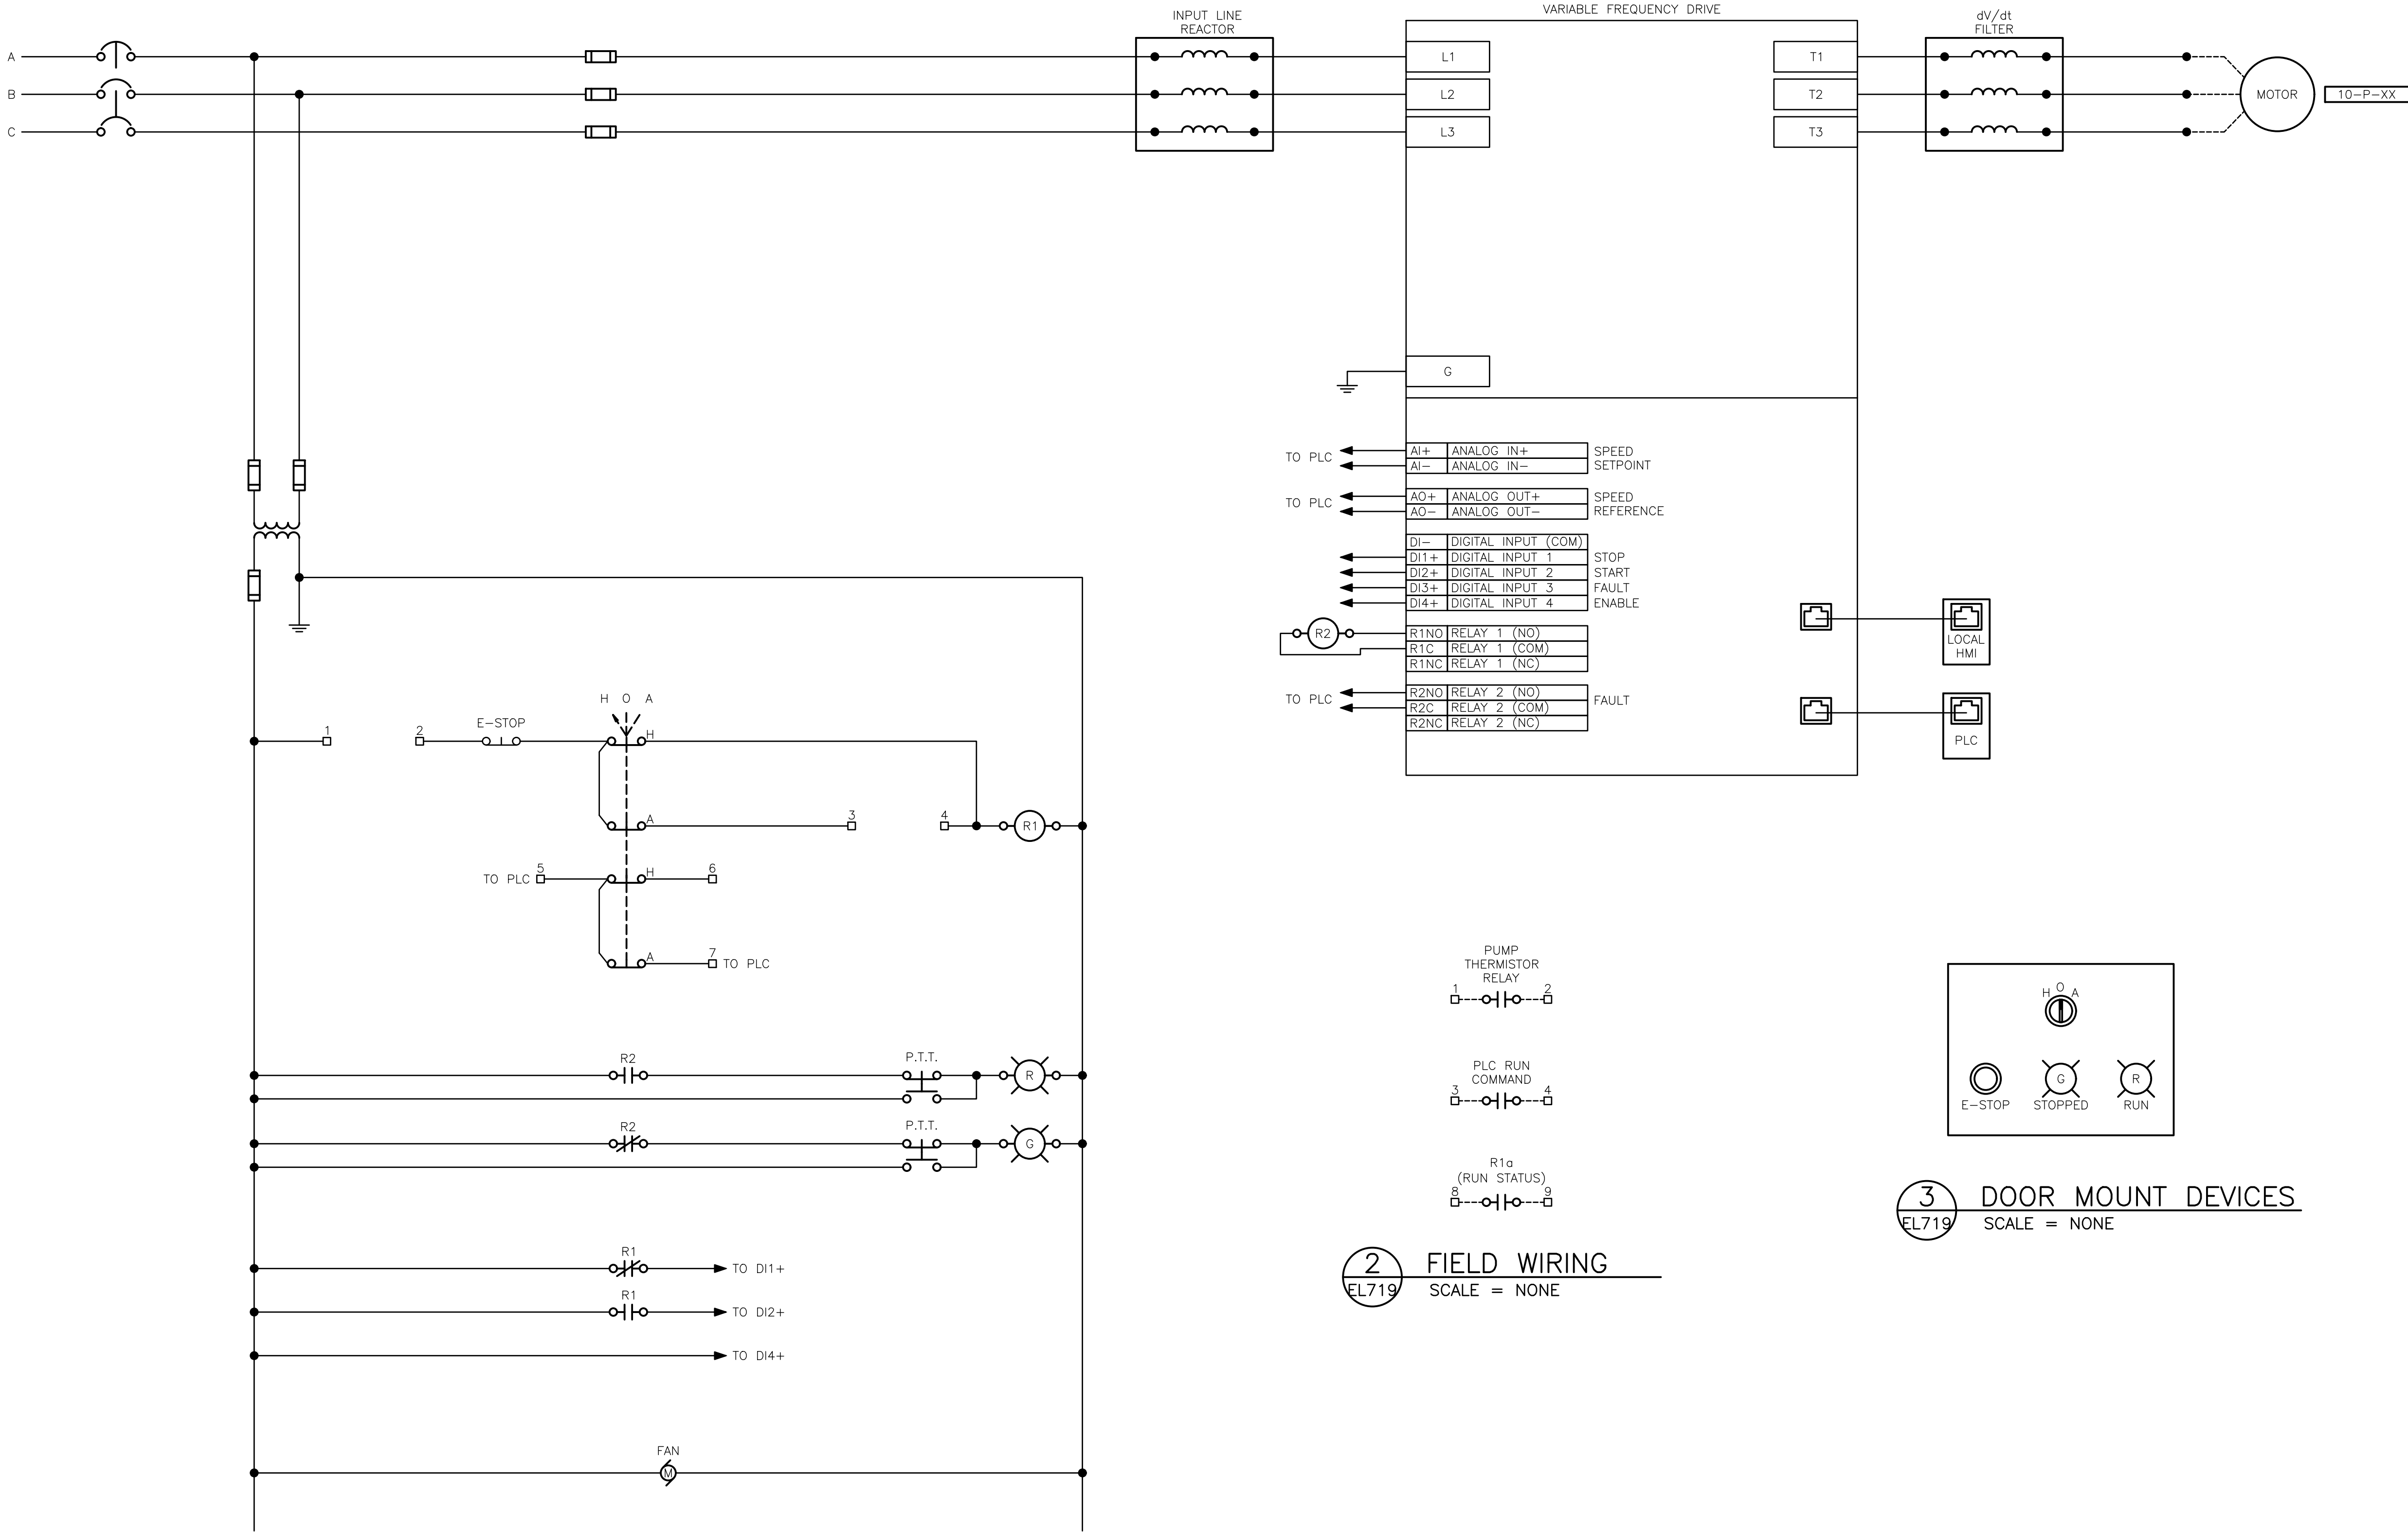 VARIABLE FREQUENCY DRIVE
INPUT LINE
REACTOR
dV/dt
FILTER
A
B
C
L1
L2
L3
T1
T2
T3
MOTOR
10-P-XX
G
TO PLC
AI+ ANALOG IN+
AI- ANALOG IN-
SPEED
SETPOINT
TO PLC
AO+ ANALOG OUT+
AO- ANALOG OUT-
SPEED
REFERENCE
DI- DIGITAL INPUT (COM)
DI1+ DIGITAL INPUT 1 STOP
DI2+ DIGITAL INPUT 2 START
DI3+ DIGITAL INPUT 3 FAULT
DI4+ DIGITAL INPUT 4 ENABLE
R2
R1NO RELAY 1 (NO)
R1C RELAY 1 (COM)
R1NC RELAY 1 (NC)
TO PLC
R2NO RELAY 2 (NO)
R2C RELAY 2 (COM)
R2NC RELAY 2 (NC)
FAULT
LOCAL
HMI
PLC
H O A
1
2
E-STOP
H
A
3
4
R1
TO PLC
5
H
6
A
7
TO PLC
R2
P.T.T.
R
R2
P.T.T.
G
R1
TO DI1+
R1
TO DI2+
TO DI4+
FAN
M
PUMP
THERMISTOR
RELAY
1 2
PLC RUN
COMMAND
3 4
R1a
(RUN STATUS)
8 9
2
EL719
FIELD WIRING
SCALE = NONE
H O A
G
R
E-STOP
STOPPED
RUN
3
EL719
DOOR MOUNT DEVICES
SCALE = NONE